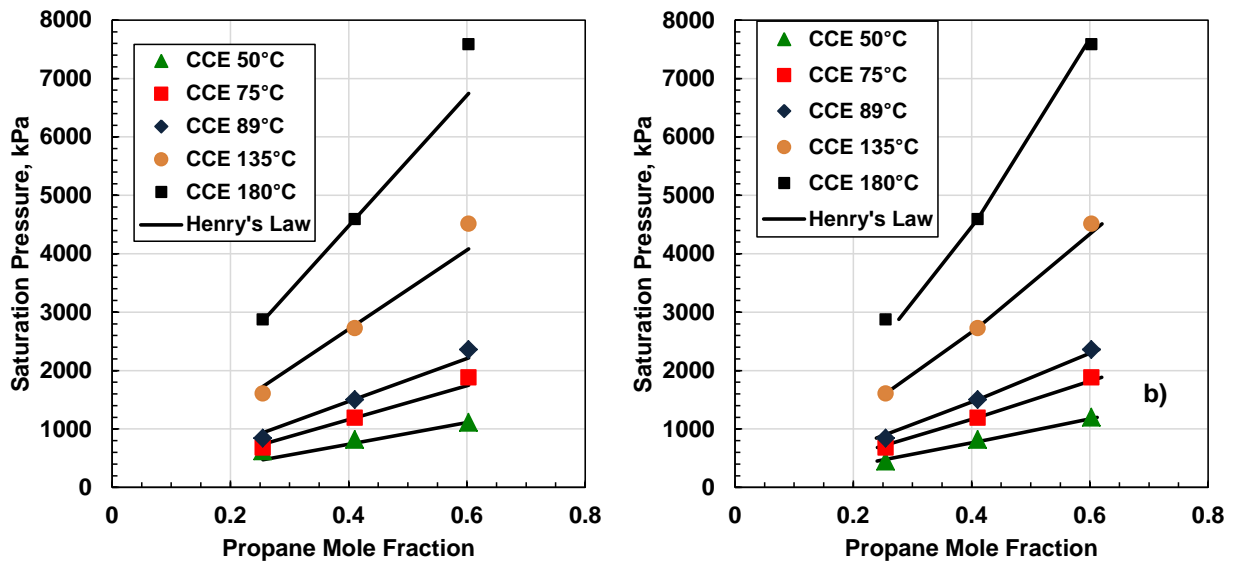 8000
7000
6000
5000
4000
3000
2000
1000
0
Saturation Pressure, kPa
CCE 50°C
CCE 75°C
CCE 89°C
CCE 135°C
CCE 180°C
Henry's Law
0 0.2 0.4 0.6 0.8
Propane Mole Fraction
8000
7000
6000
5000
4000
3000
2000
1000
0
Saturation Pressure, kPa
CCE 50°C
CCE 75°C
CCE 89°C
CCE 135°C
CCE 180°C
Henry's Law
b)
0 0.2 0.4 0.6 0.8
Propane Mole Fraction